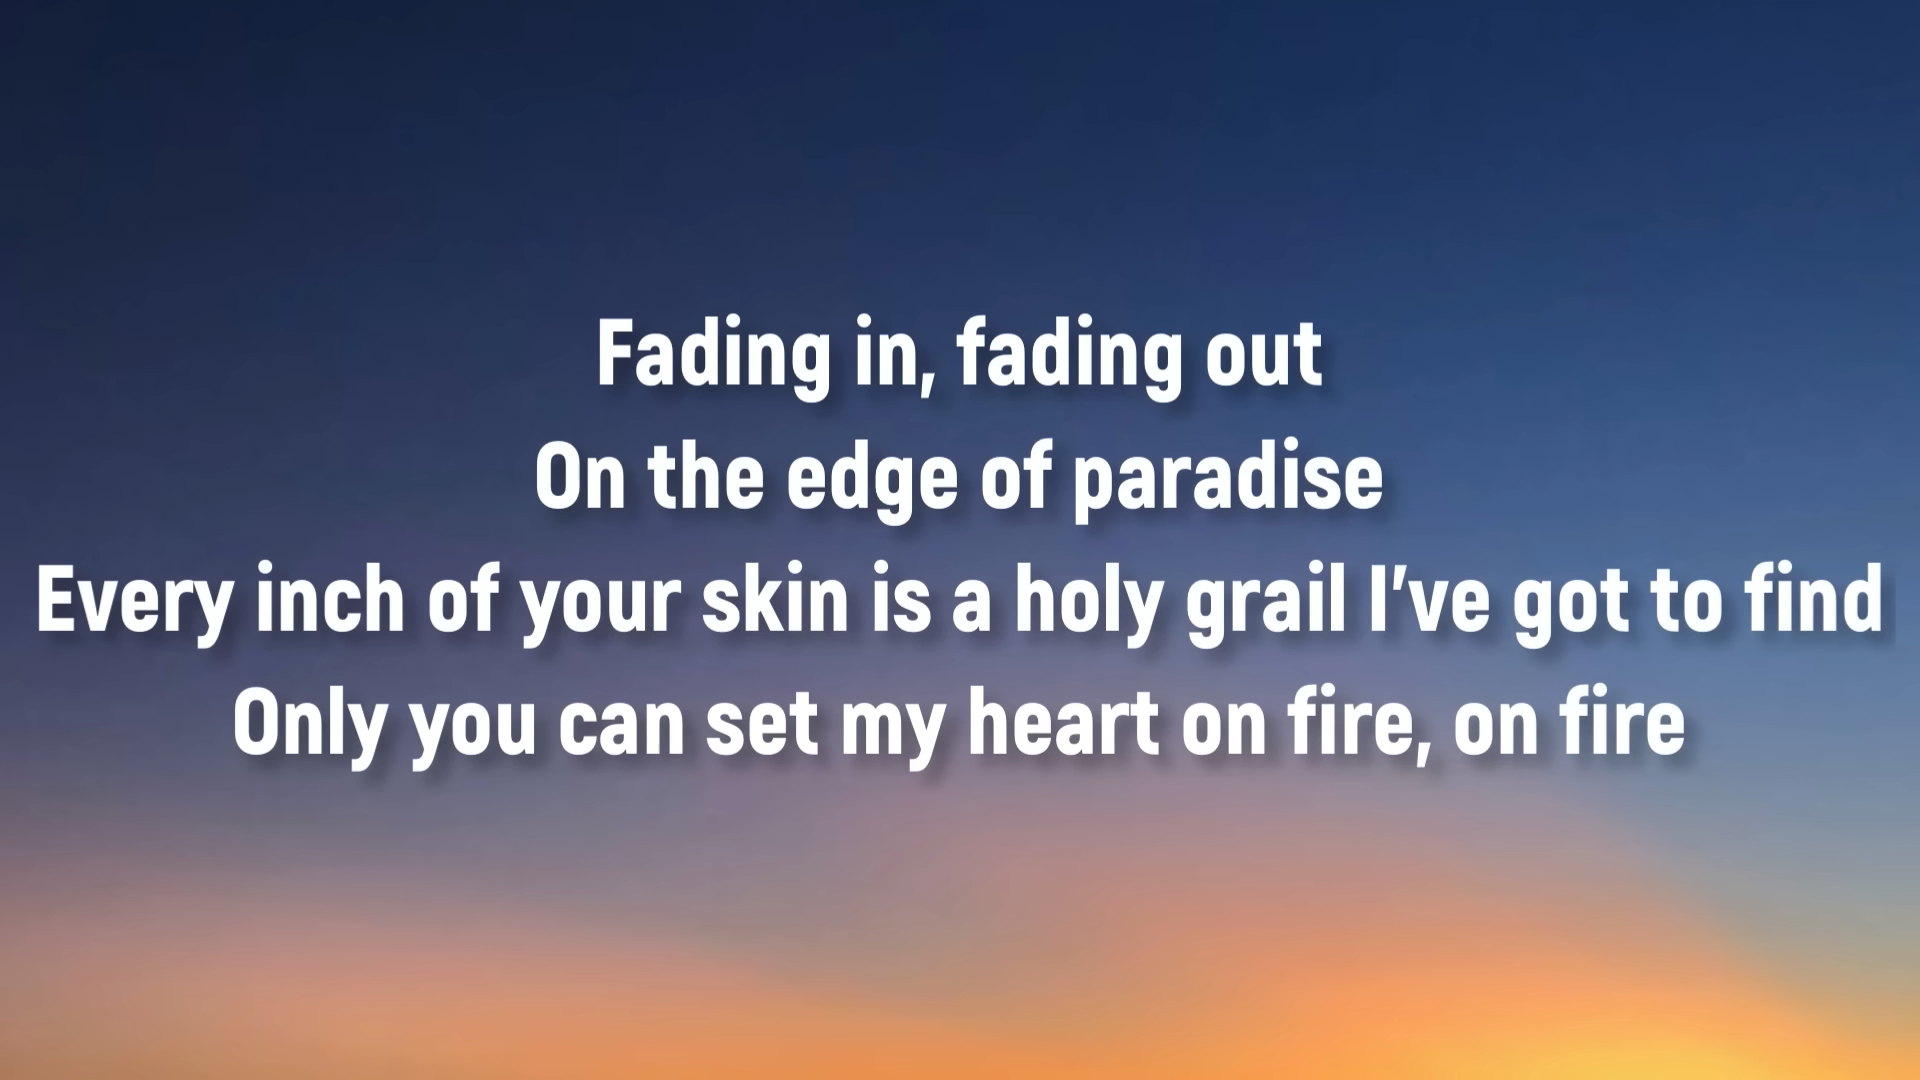 Fading in, fading out
On the edge of paradise
Every inch of your skin is a holy grail I've got to find
Only you can set my heart on fire, on fire